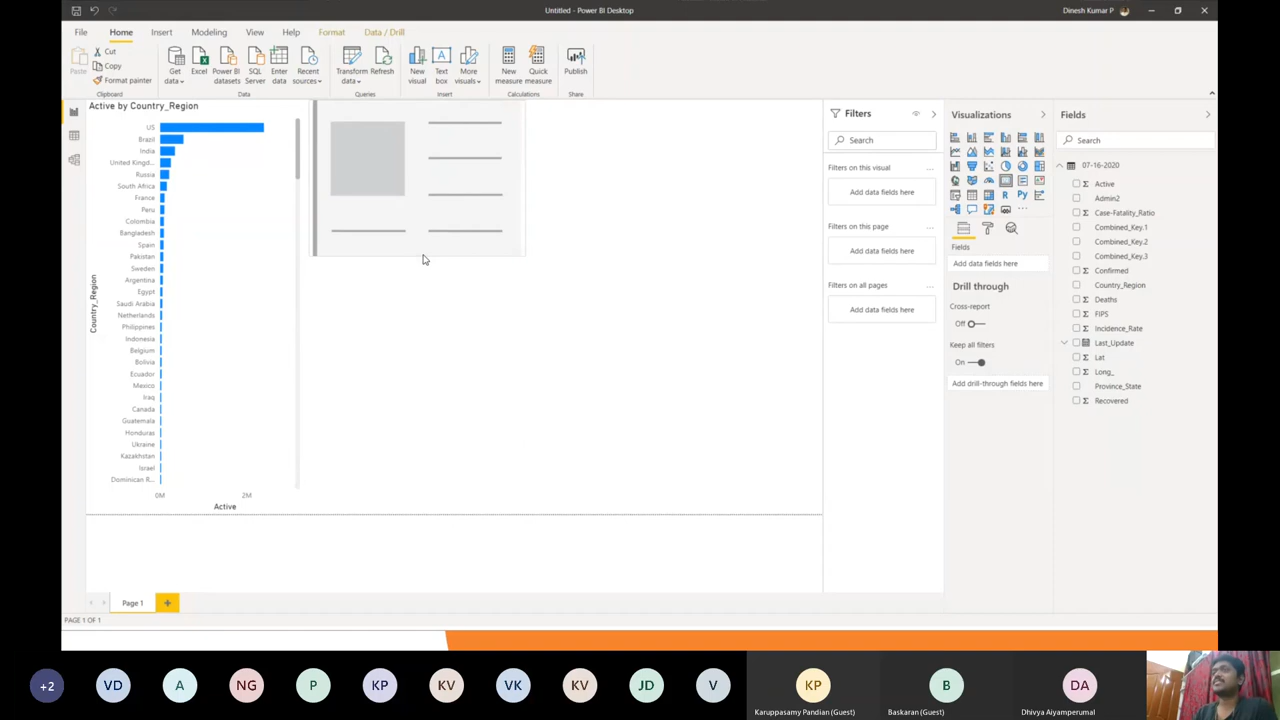 Untitled - Power BI Desktop
Dinesh Kumar P
File
Home
Insert
Modeling
View
Help
Format
Data / Drill
Paste
Cut
Copy
Format painter
Get data
Excel
Power BI datasets
SQL Server
Enter data
Recent sources
Transform data
Refresh
New visual
Text box
More visuals
New measure
Quick measure
Publish
Clipboard
Data
Queries
Insert
Calculations
Share
Active by Country_Region
US
Brazil
India
United Kingd...
Russia
South Africa
France
Peru
Colombia
Bangladesh
Spain
Pakistan
Sweden
Argentina
Egypt
Saudi Arabia
Netherlands
Philippines
Indonesia
Belgium
Bolivia
Ecuador
Mexico
Iraq
Canada
Guatemala
Honduras
Ukraine
Kazakhstan
Israel
Dominican R...
Country_Region
0M
2M
Active
Filters
Search
Filters on this visual
...
Add data fields here
Filters on this page
...
Add data fields here
Filters on all pages
...
Add data fields here
Visualizations
R
Py
...
Fields
Add data fields here
Drill through
Cross-report
Off
Keep all filters
On
Add drill-through fields here
Fields
Search
07-16-2020
Active
Admin2
Case-Fatality_Ratio
Combined_Key.1
Combined_Key.2
Combined_Key.3
Confirmed
Country_Region
Deaths
FIPS
Incidence_Rate
Last_Update
Lat
Long_
Province_State
Recovered
Page 1
PAGE 1 OF 1
+2
VD
A
NG
P
KP
KV
VK
KV
JD
V
KP
Karuppasamy Pandian (Guest)
B
Baskaran (Guest)
DA
Dhivya Aiyamperumal